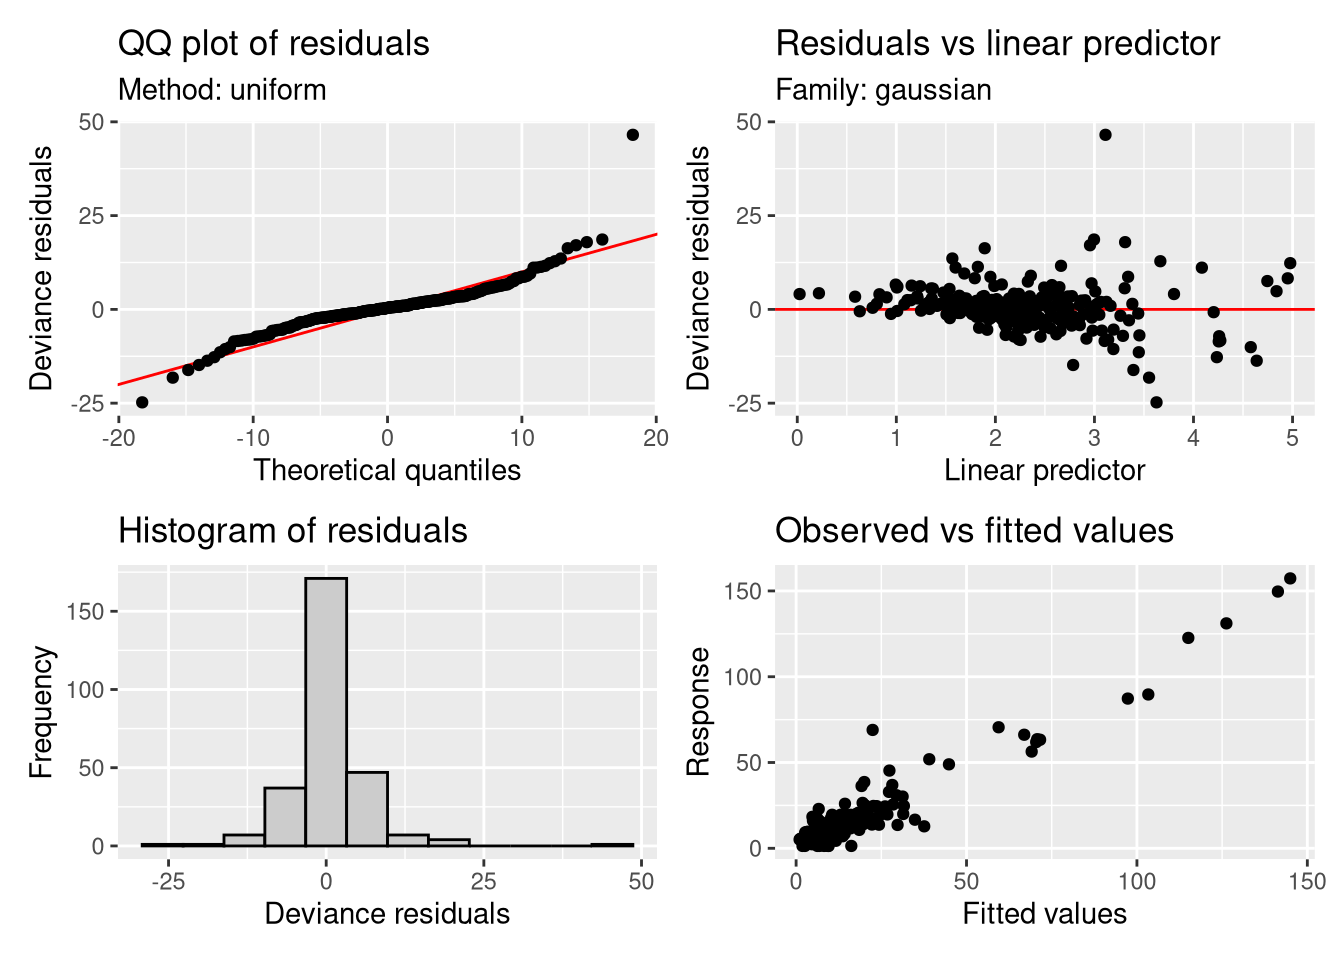 QQ plot of residuals
Method: uniform
Deviance residuals
50
25
0
-25
-20
-10
0
10
20
Theoretical quantiles
Residuals vs linear predictor
Family: gaussian
Deviance residuals
50
25
0
-25
0
1
2
3
4
5
Linear predictor
Histogram of residuals
Frequency
150
100
50
0
-25
0
25
50
Deviance residuals
Observed vs fitted values
Response
150
100
50
0
0
50
100
150
Fitted values